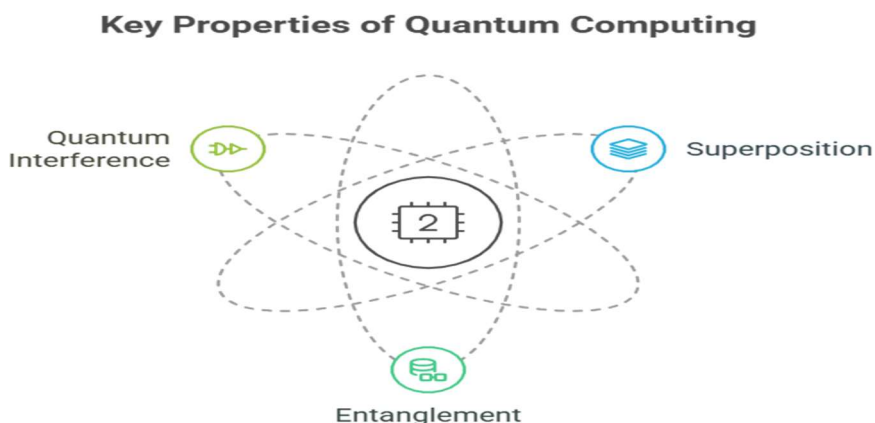 Key Properties of Quantum Computing
Quantum
Interference
Superposition
2
Entanglement